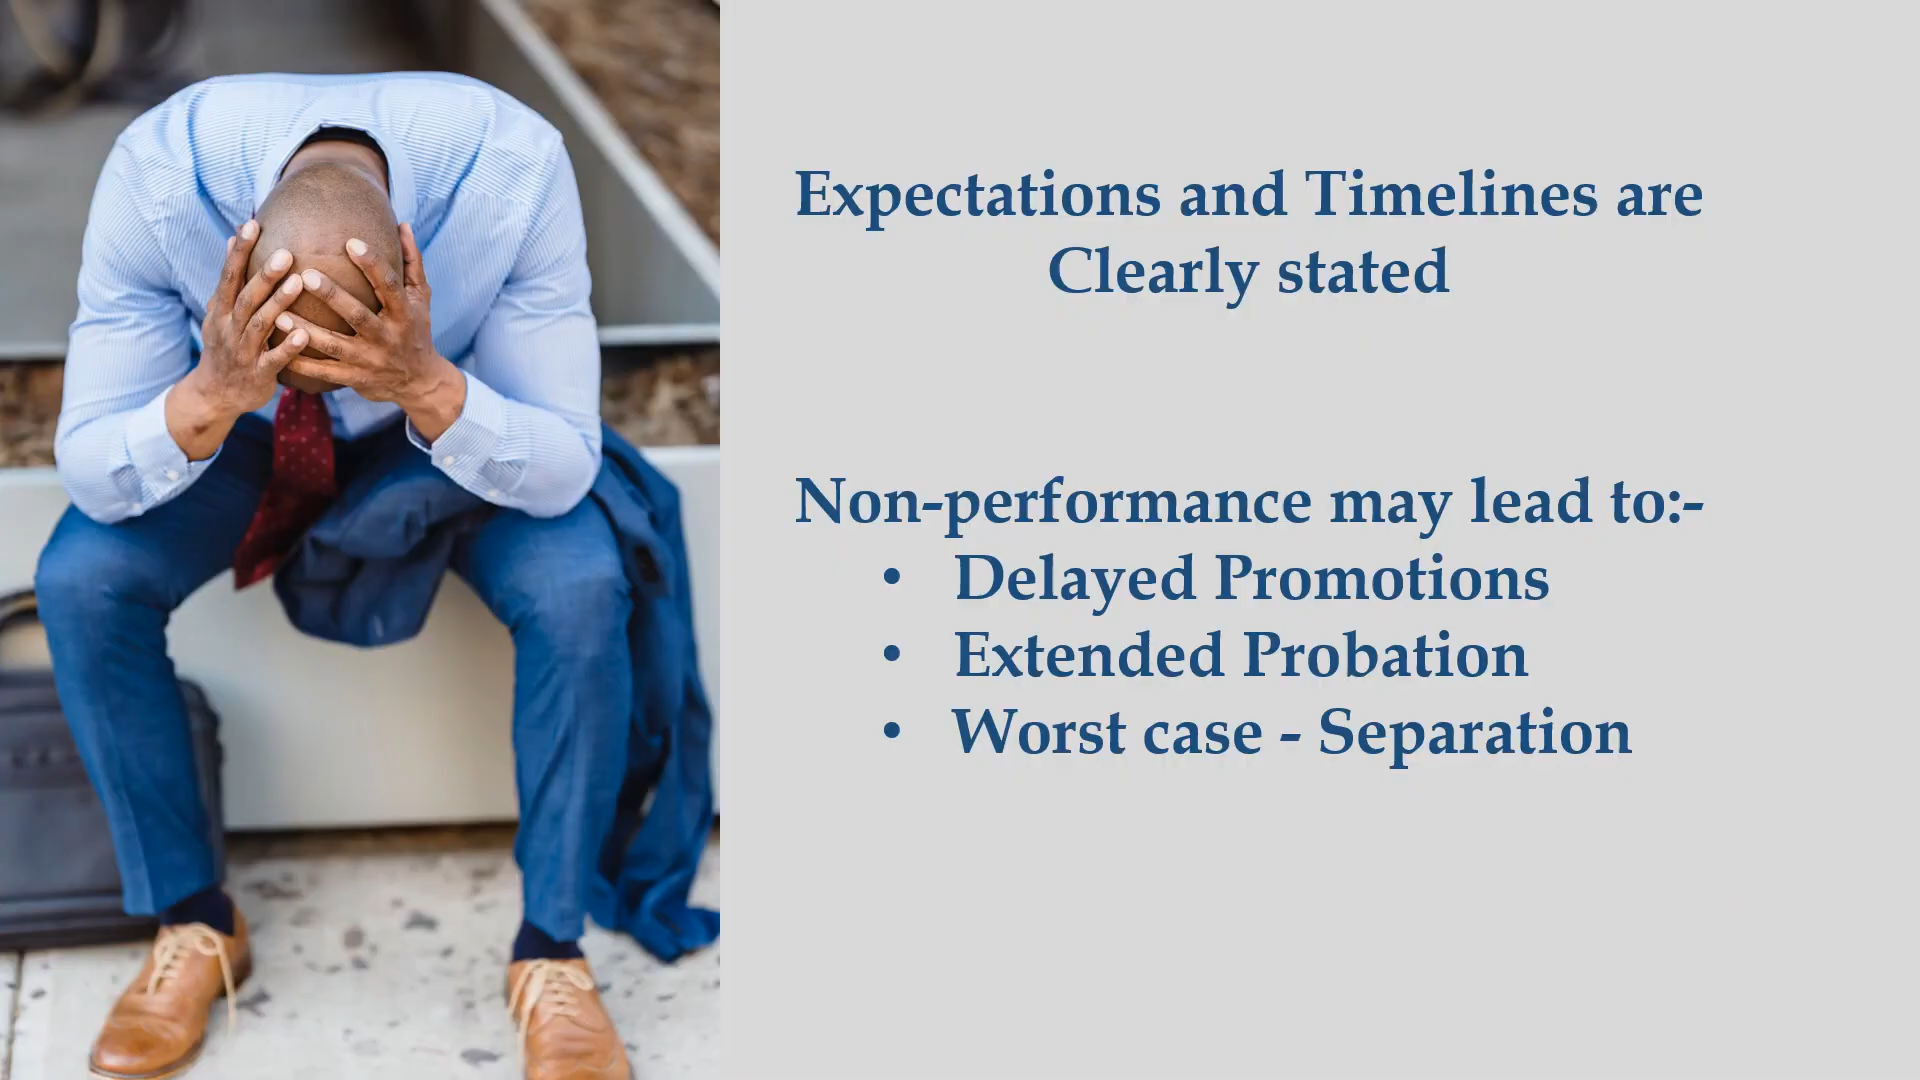 Expectations and Timelines are
Clearly stated
Non-performance may lead to:-
• Delayed Promotions
• Extended Probation
• Worst case - Separation